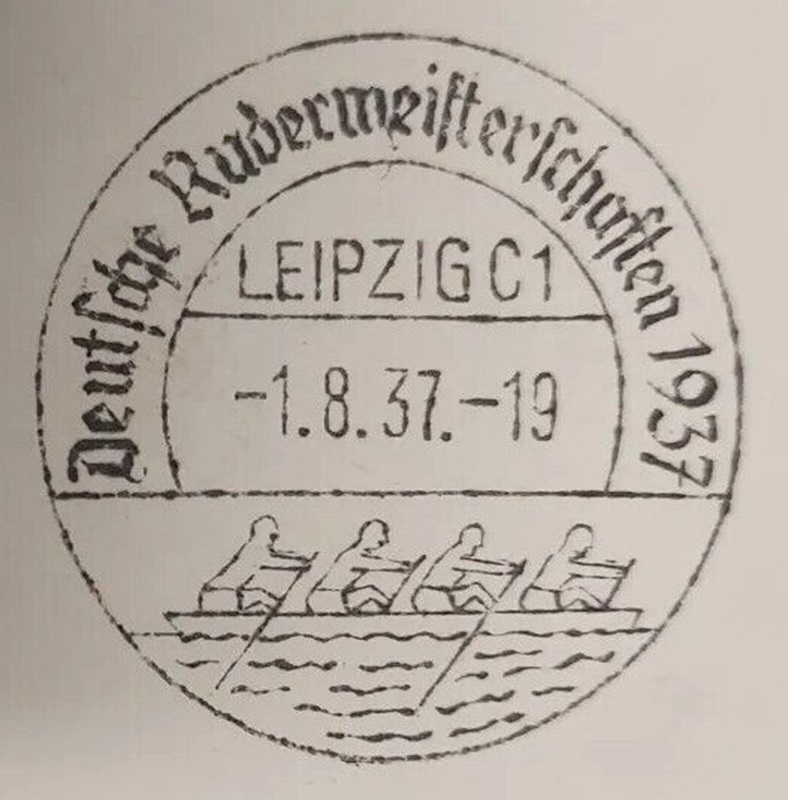 Deutsche Rudermeisterschaften 1937
LEIPZIG C1
-1.8.37.-19